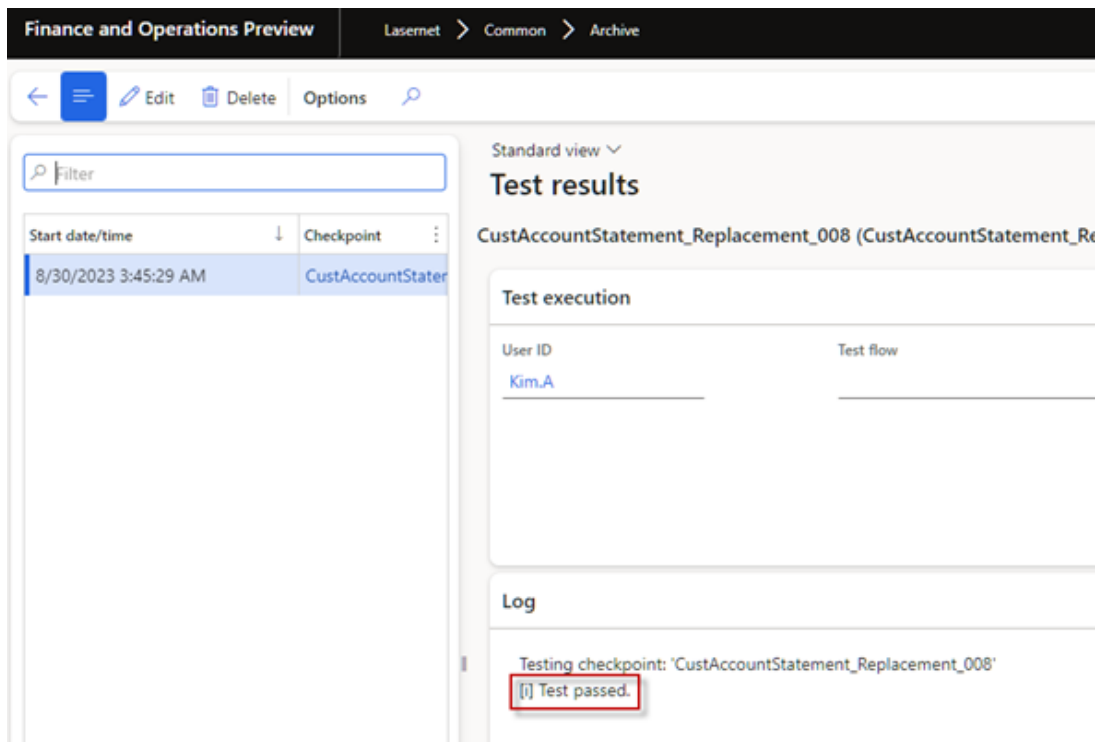 Finance and Operations Preview Lasernet > Common > Archive
Edit Delete Options
Filter
Start date/time ↓ Checkpoint
8/30/2023 3:45:29 AM CustAccountStater
Standard view
Test results
CustAccountStatement_Replacement_008 (CustAccountStatement_Re
Test execution
User ID Test flow
Kim.A
Log
Testing checkpoint: 'CustAccountStatement_Replacement_008'
[i] Test passed.